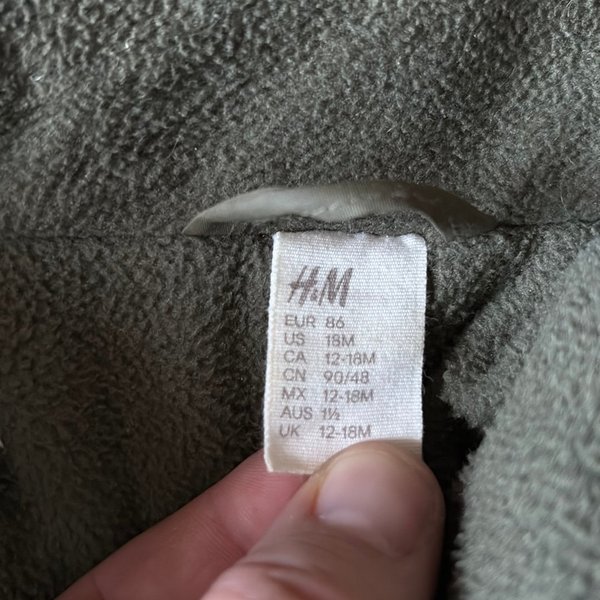 H&M
EUR 86
US 18M
CA 12-18M
CN 90/48
MX 12-18M
AUS 1½
UK 12-18M